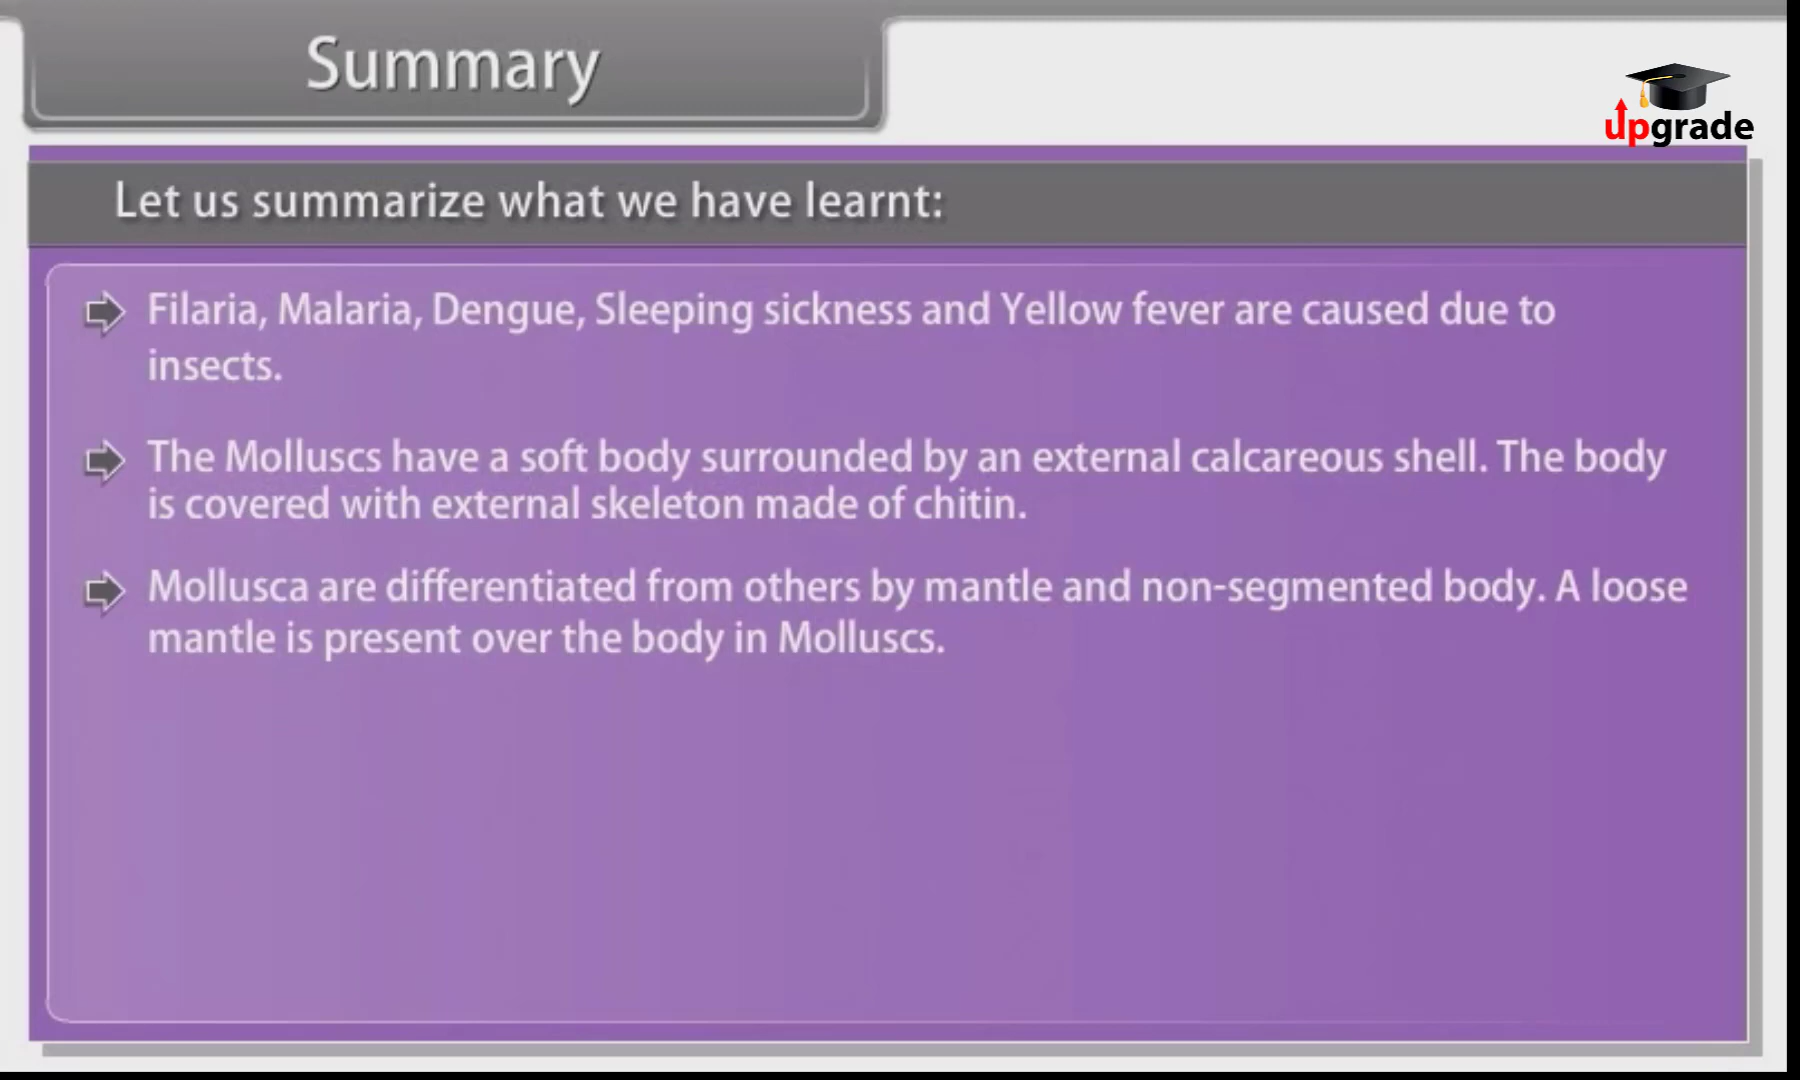 Summary
upgrade
Let us summarize what we have learnt:
Filaria, Malaria, Dengue, Sleeping sickness and Yellow fever are caused due to
insects.
The Molluscs have a soft body surrounded by an external calcareous shell. The body
is covered with external skeleton made of chitin.
Mollusca are differentiated from others by mantle and non-segmented body. A loose
mantle is present over the body in Molluscs.